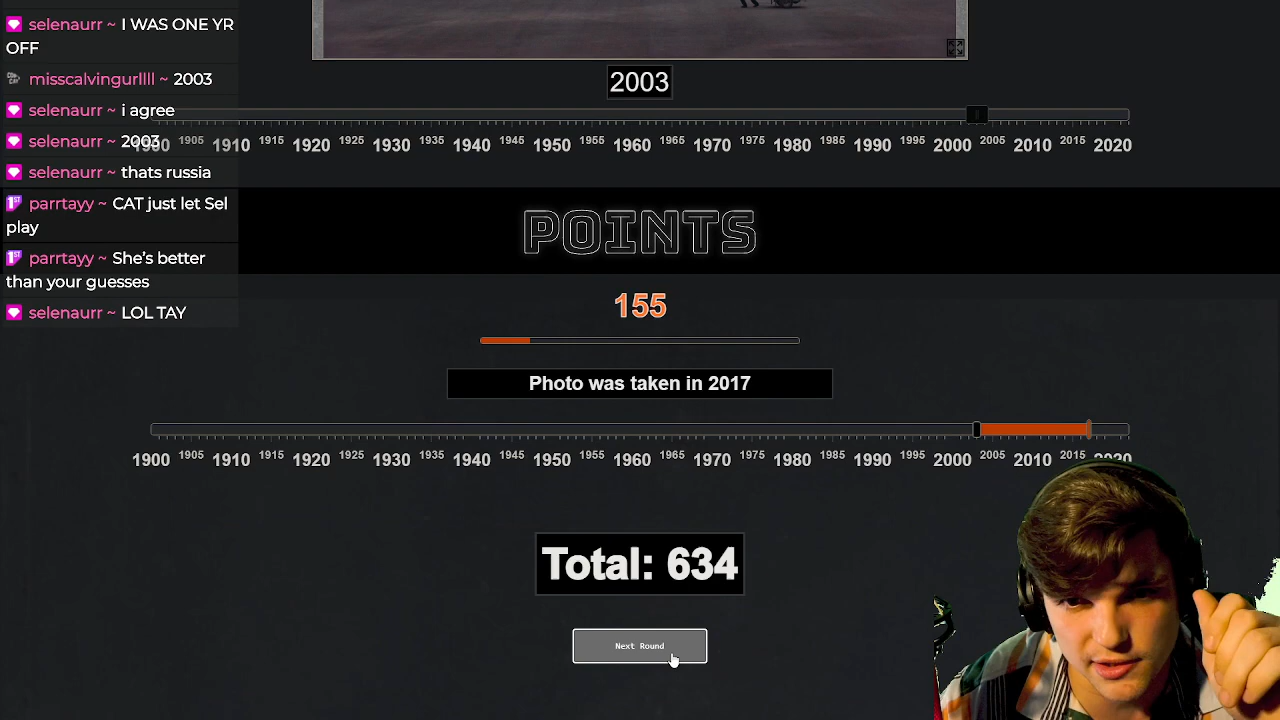 selenaurr ~ I WAS ONE YR
OFF
misscalvingurllll ~ 2003
selenaurr ~ i agree
selenaurr ~ 2003
selenaurr ~ thats russia
1ST parrtayy ~ CAT just let Sel
play
1ST parrtayy ~ She's better
than your guesses
selenaurr ~ LOL TAY
2003
1900 1905 1910 1915 1920 1925 1930 1935 1940 1945 1950 1955 1960 1965 1970 1975 1980 1985 1990 1995 2000 2005 2010 2015 2020
POINTS
155
Photo was taken in 2017
1900 1905 1910 1915 1920 1925 1930 1935 1940 1945 1950 1955 1960 1965 1970 1975 1980 1985 1990 1995 2000 2005 2010 2015 2020
Total: 634
Next Round